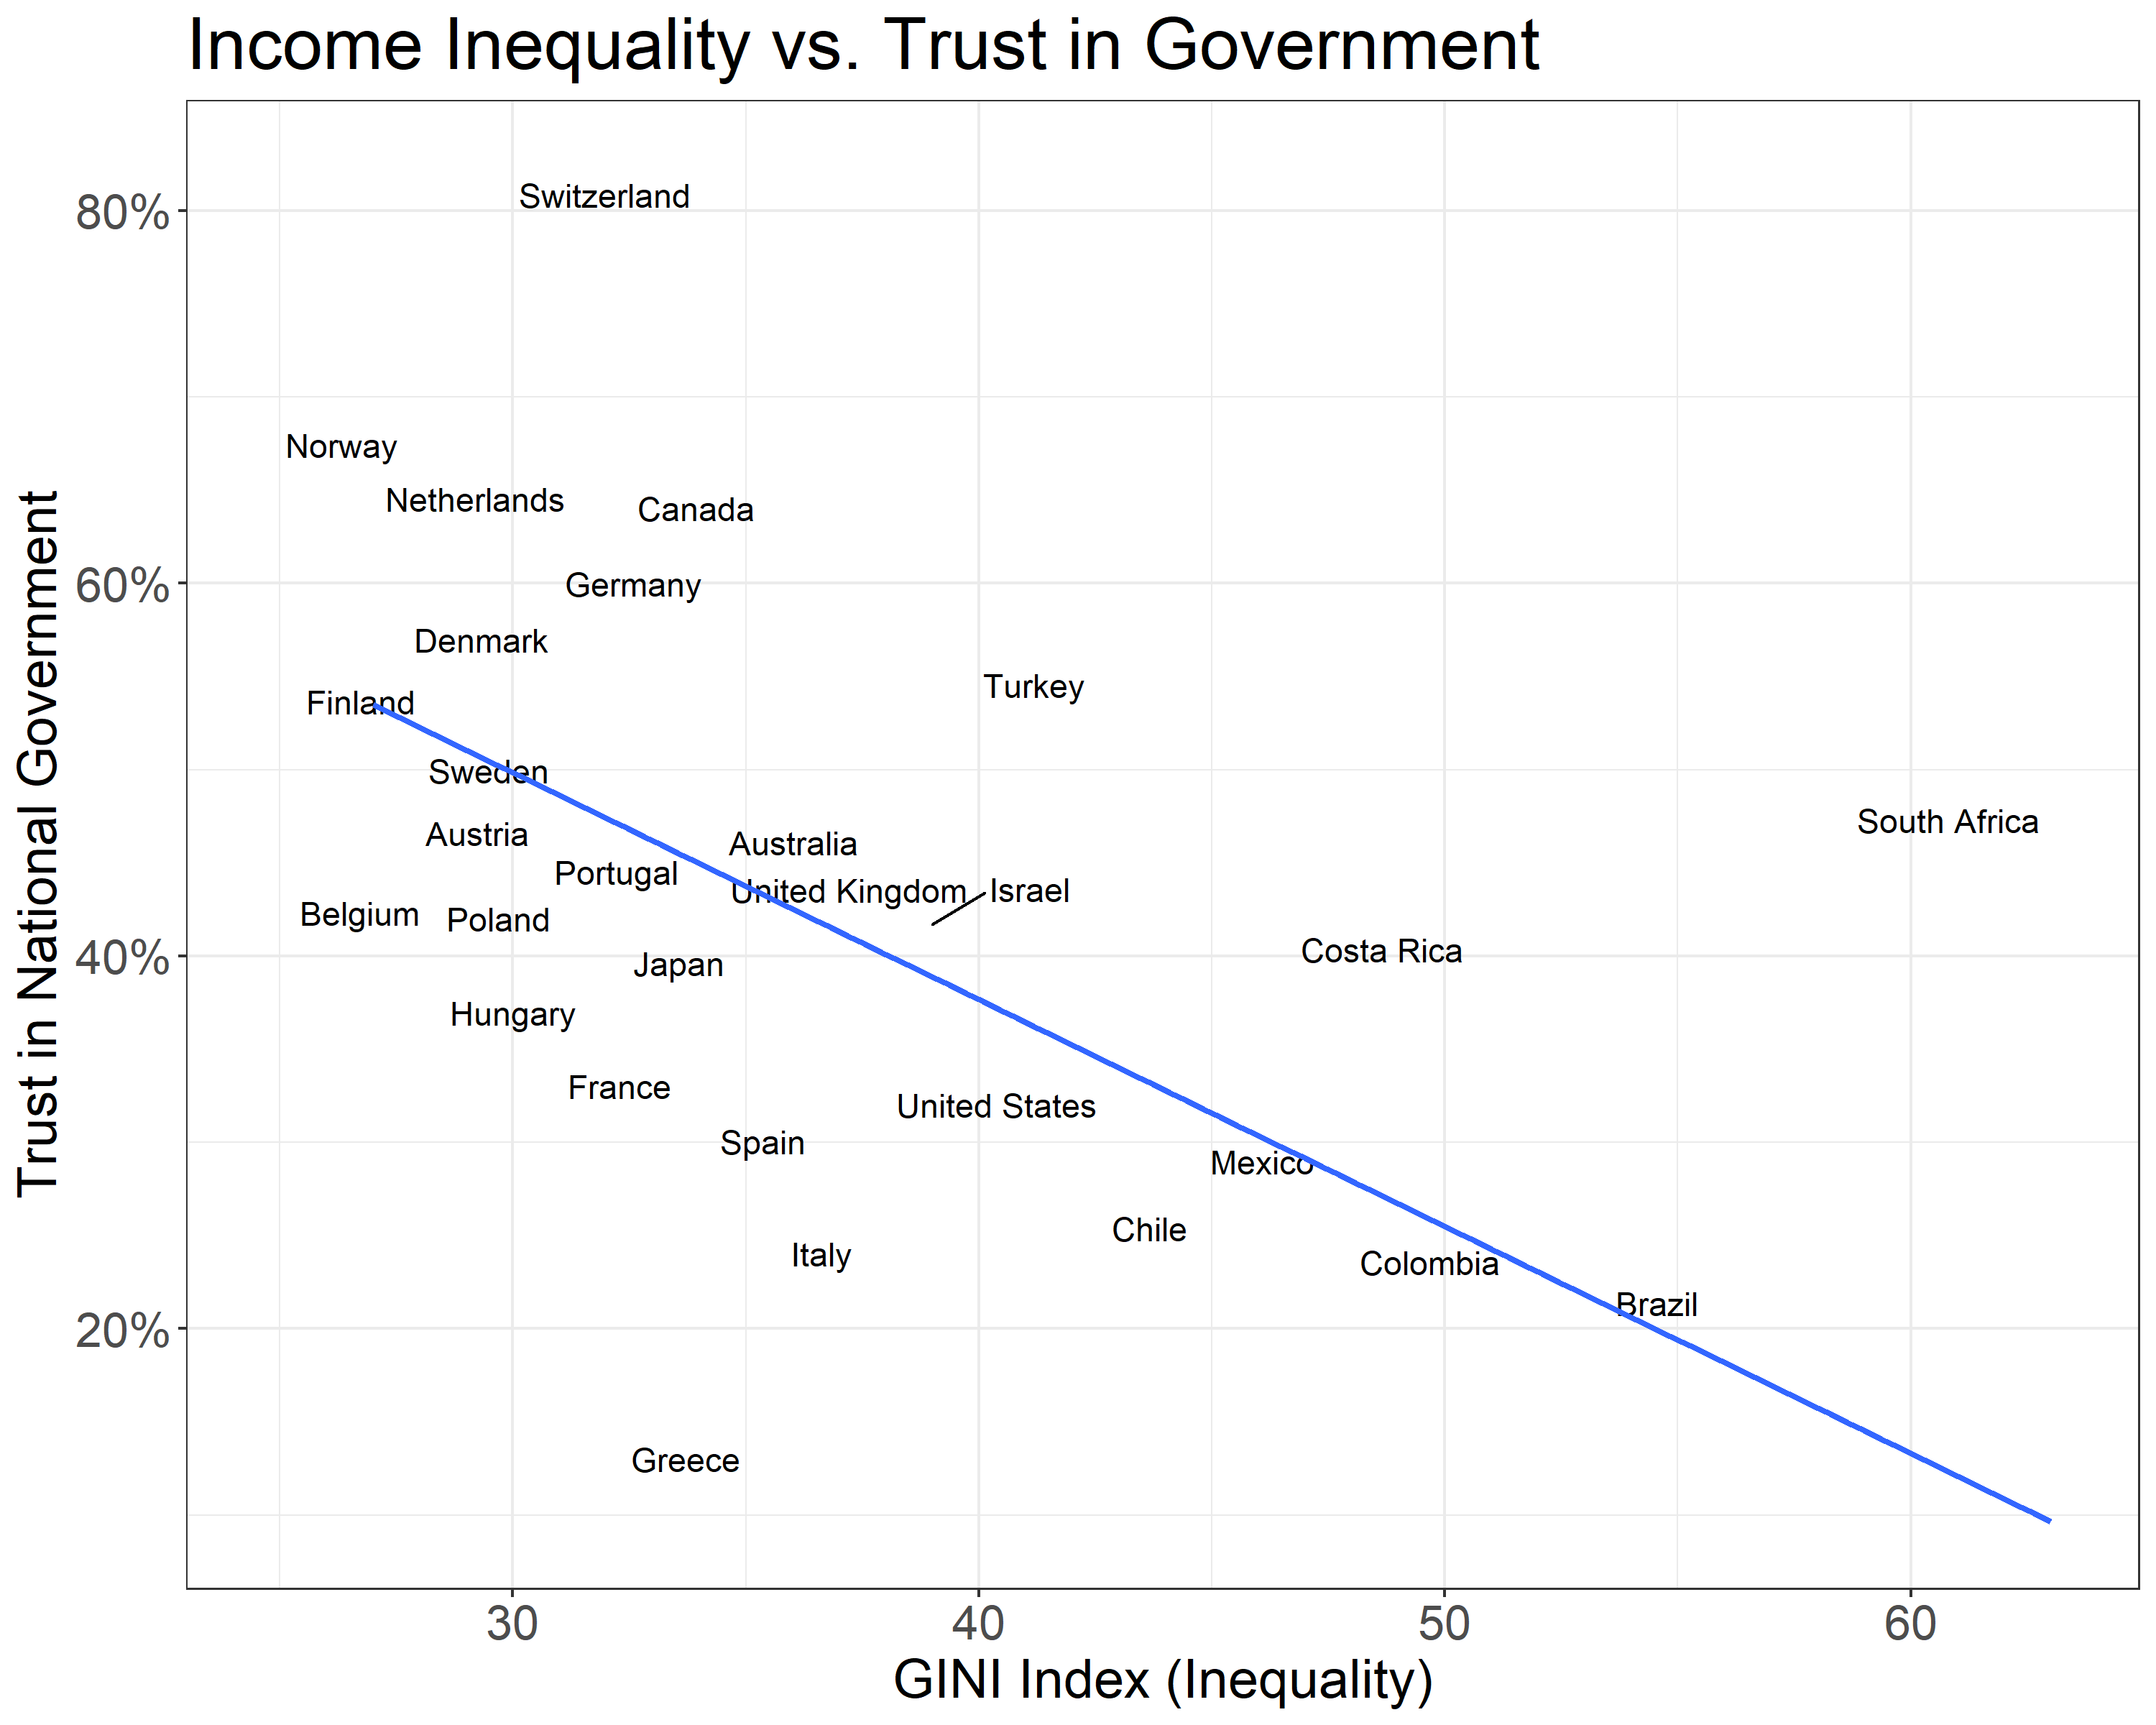 Income Inequality vs. Trust in Government
Trust in National Government
80%
60%
40%
20%
Switzerland
Norway
Netherlands
Canada
Germany
Denmark
Turkey
Finland
Sweden
South Africa
Austria
Australia
Portugal
United Kingdom
Israel
Belgium
Poland
Costa Rica
Japan
Hungary
France
United States
Spain
Mexico
Chile
Italy
Colombia
Brazil
Greece
30
40
50
60
GINI Index (Inequality)